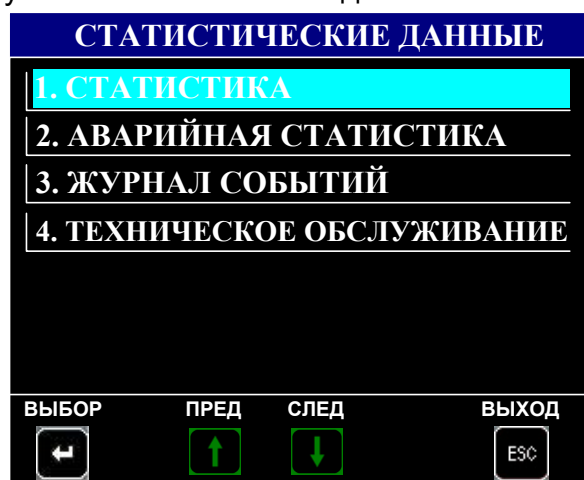 СТАТИСТИЧЕСКИЕ ДАННЫЕ
1. СТАТИСТИКА
2. АВАРИЙНАЯ СТАТИСТИКА
3. ЖУРНАЛ СОБЫТИЙ
4. ТЕХНИЧЕСКОЕ ОБСЛУЖИВАНИЕ
ВЫБОР ПРЕД СЛЕД ВЫХОД
ESC